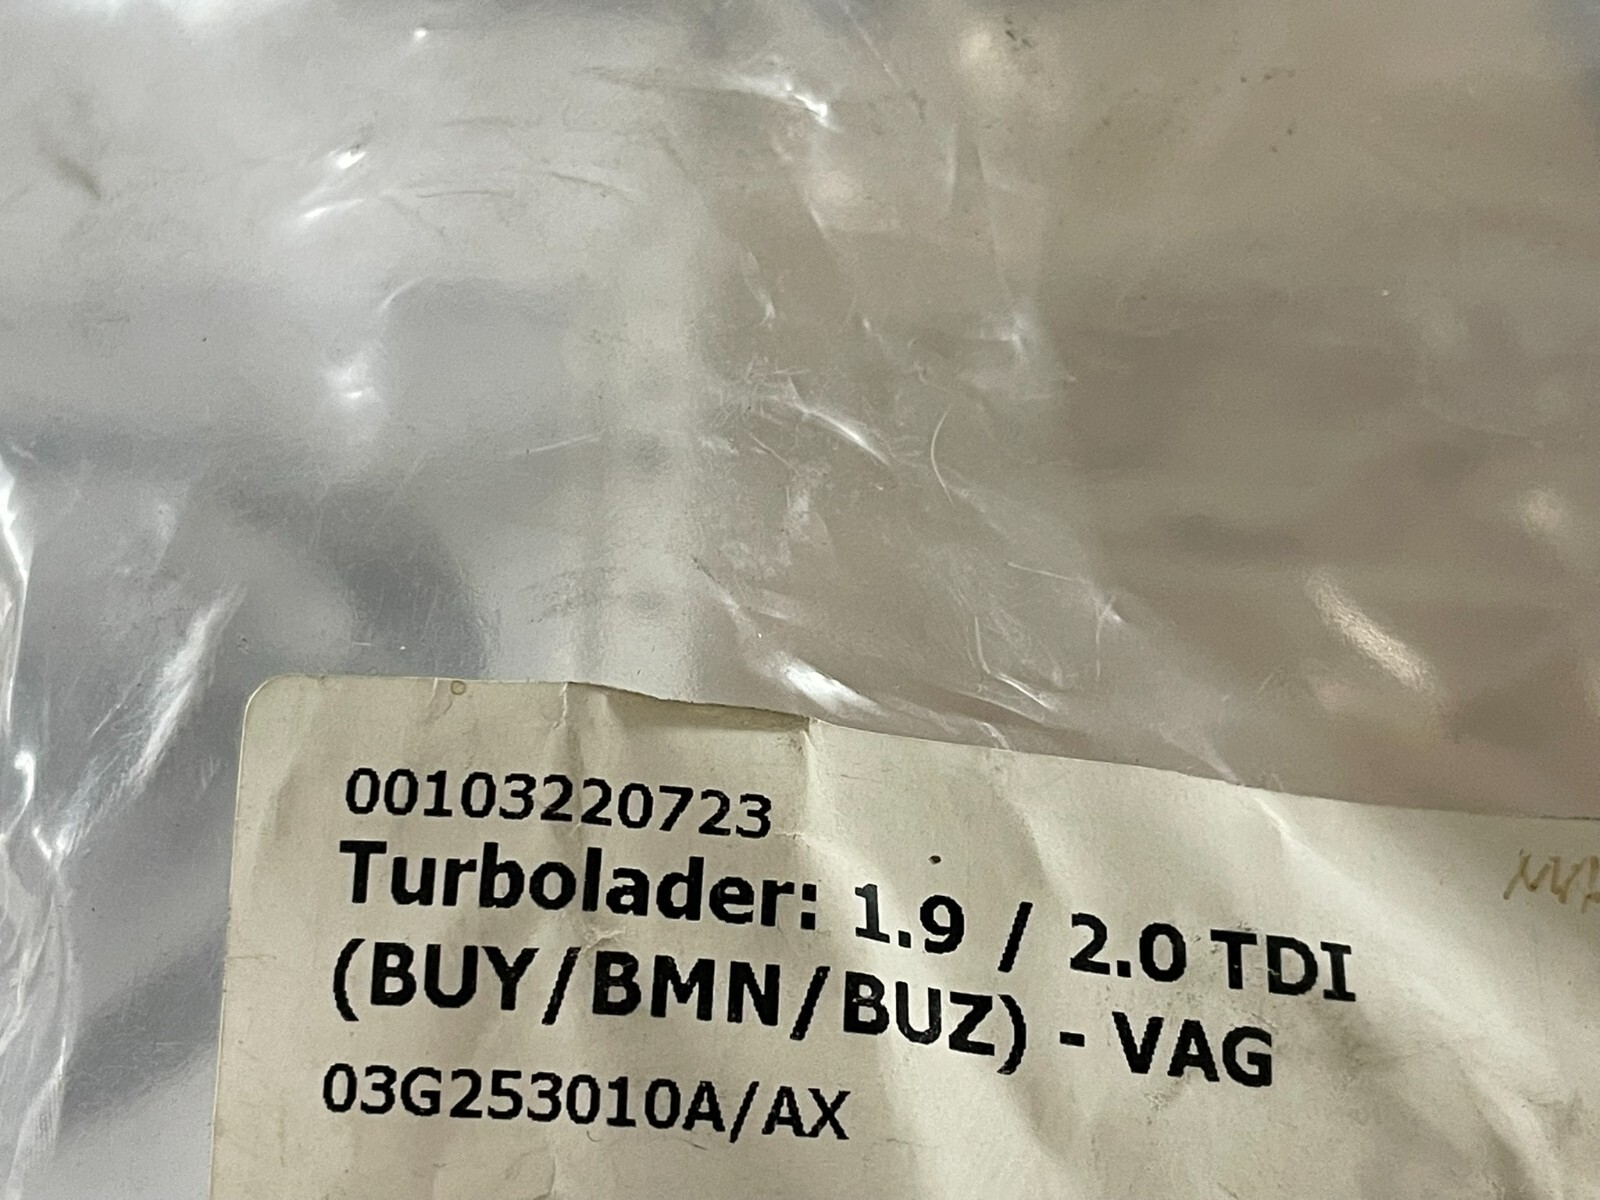 00103220723
Turbolader: 1.9 / 2.0 TDI
(BUY/BMN/BUZ) - VAG
03G253010A/AX